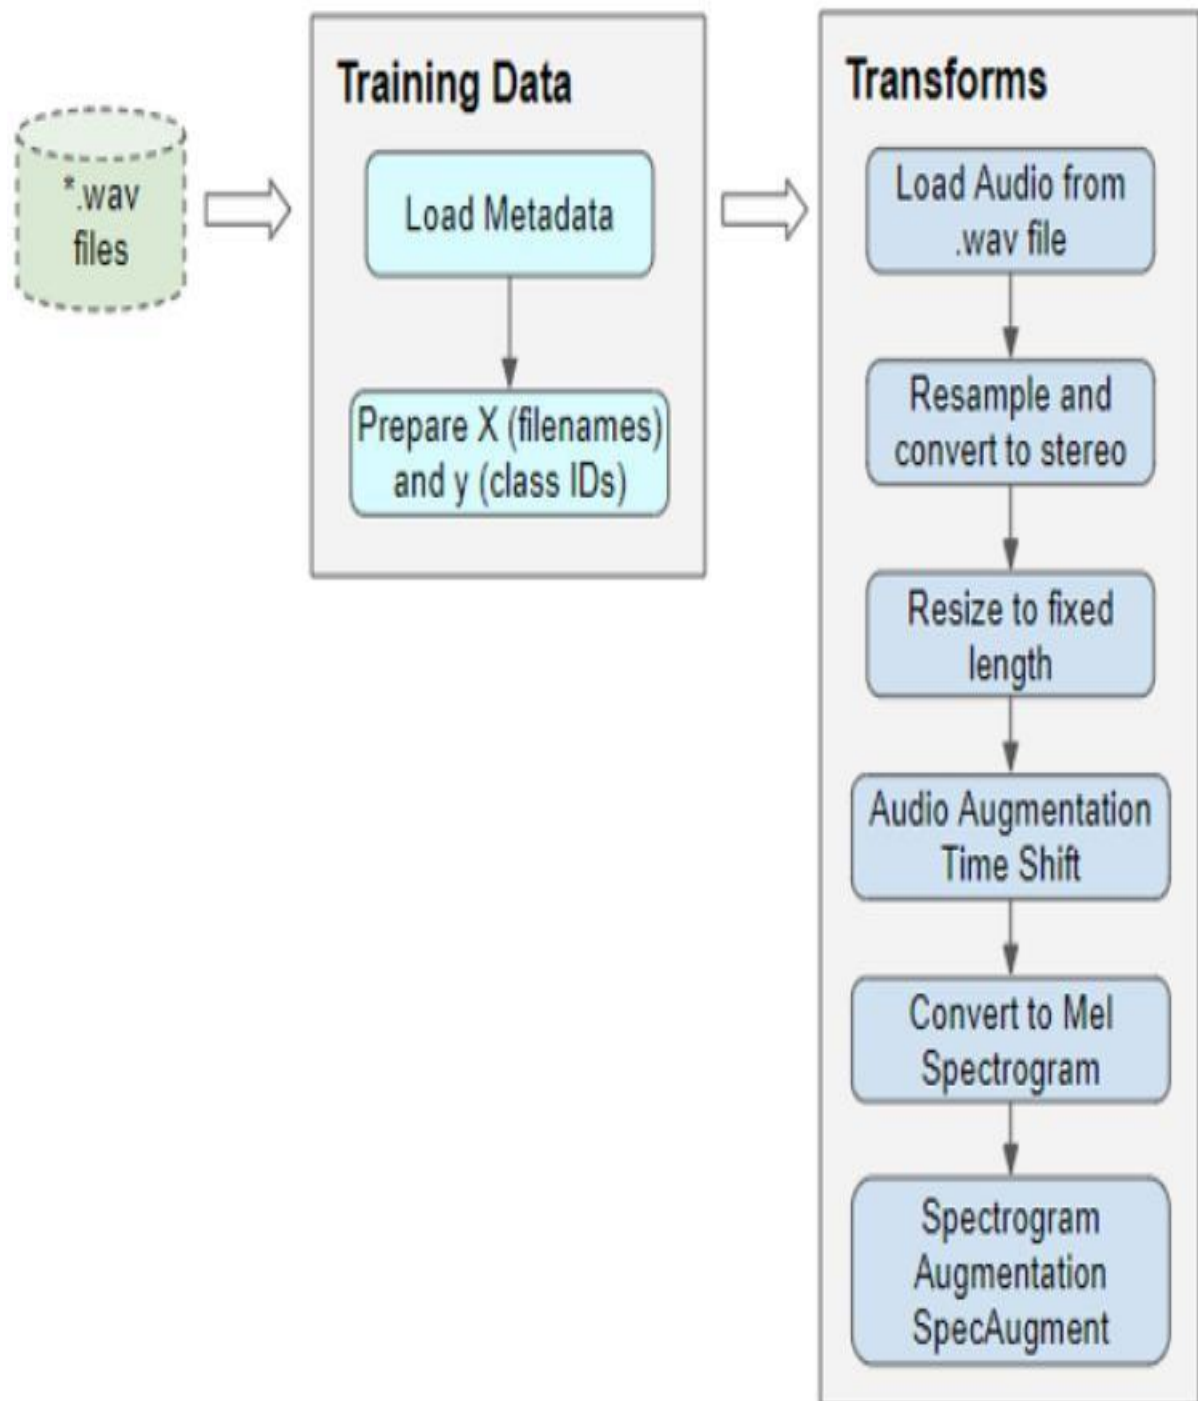 *.wav
files
Training Data
Load Metadata
Prepare X (filenames)
and y (class IDs)
Transforms
Load Audio from
.wav file
Resample and
convert to stereo
Resize to fixed
length
Audio Augmentation
Time Shift
Convert to Mel
Spectrogram
Spectrogram
Augmentation
SpecAugment